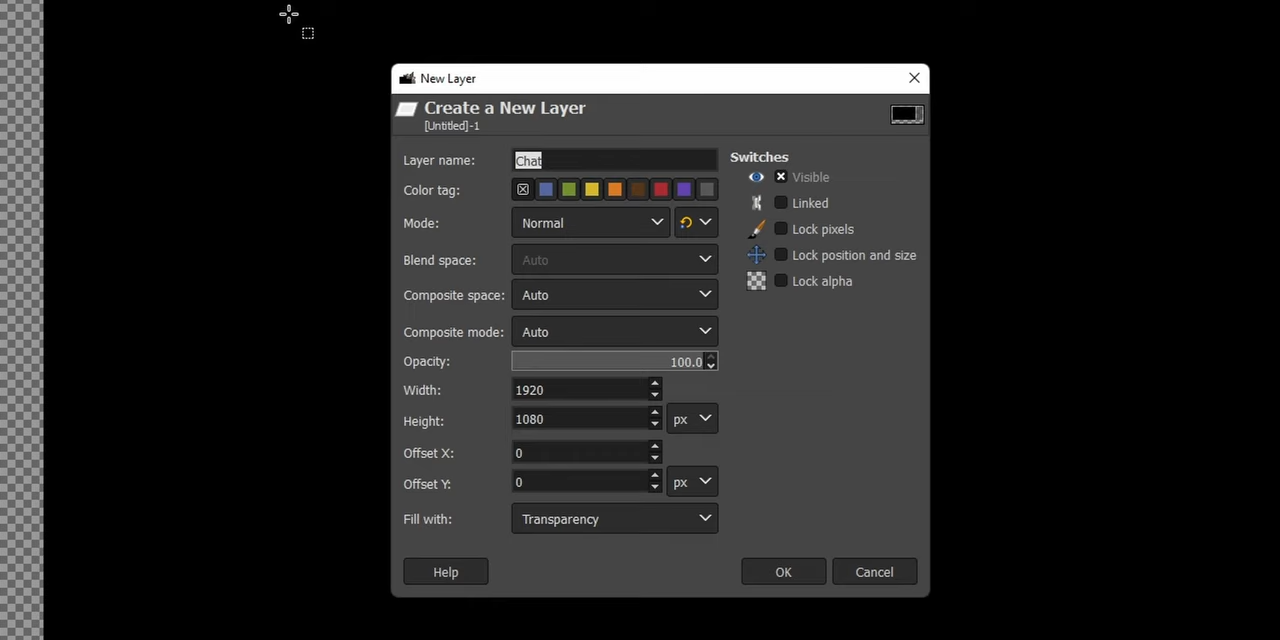 New Layer
Create a New Layer
[Untitled]-1
Layer name: Chat
Color tag:
Mode: Normal
Blend space: Auto
Composite space: Auto
Composite mode: Auto
Opacity: 100.0
Width: 1920
Height: 1080 px
Offset X: 0
Offset Y: 0 px
Fill with: Transparency
Switches
Visible
Linked
Lock pixels
Lock position and size
Lock alpha
Help
OK
Cancel